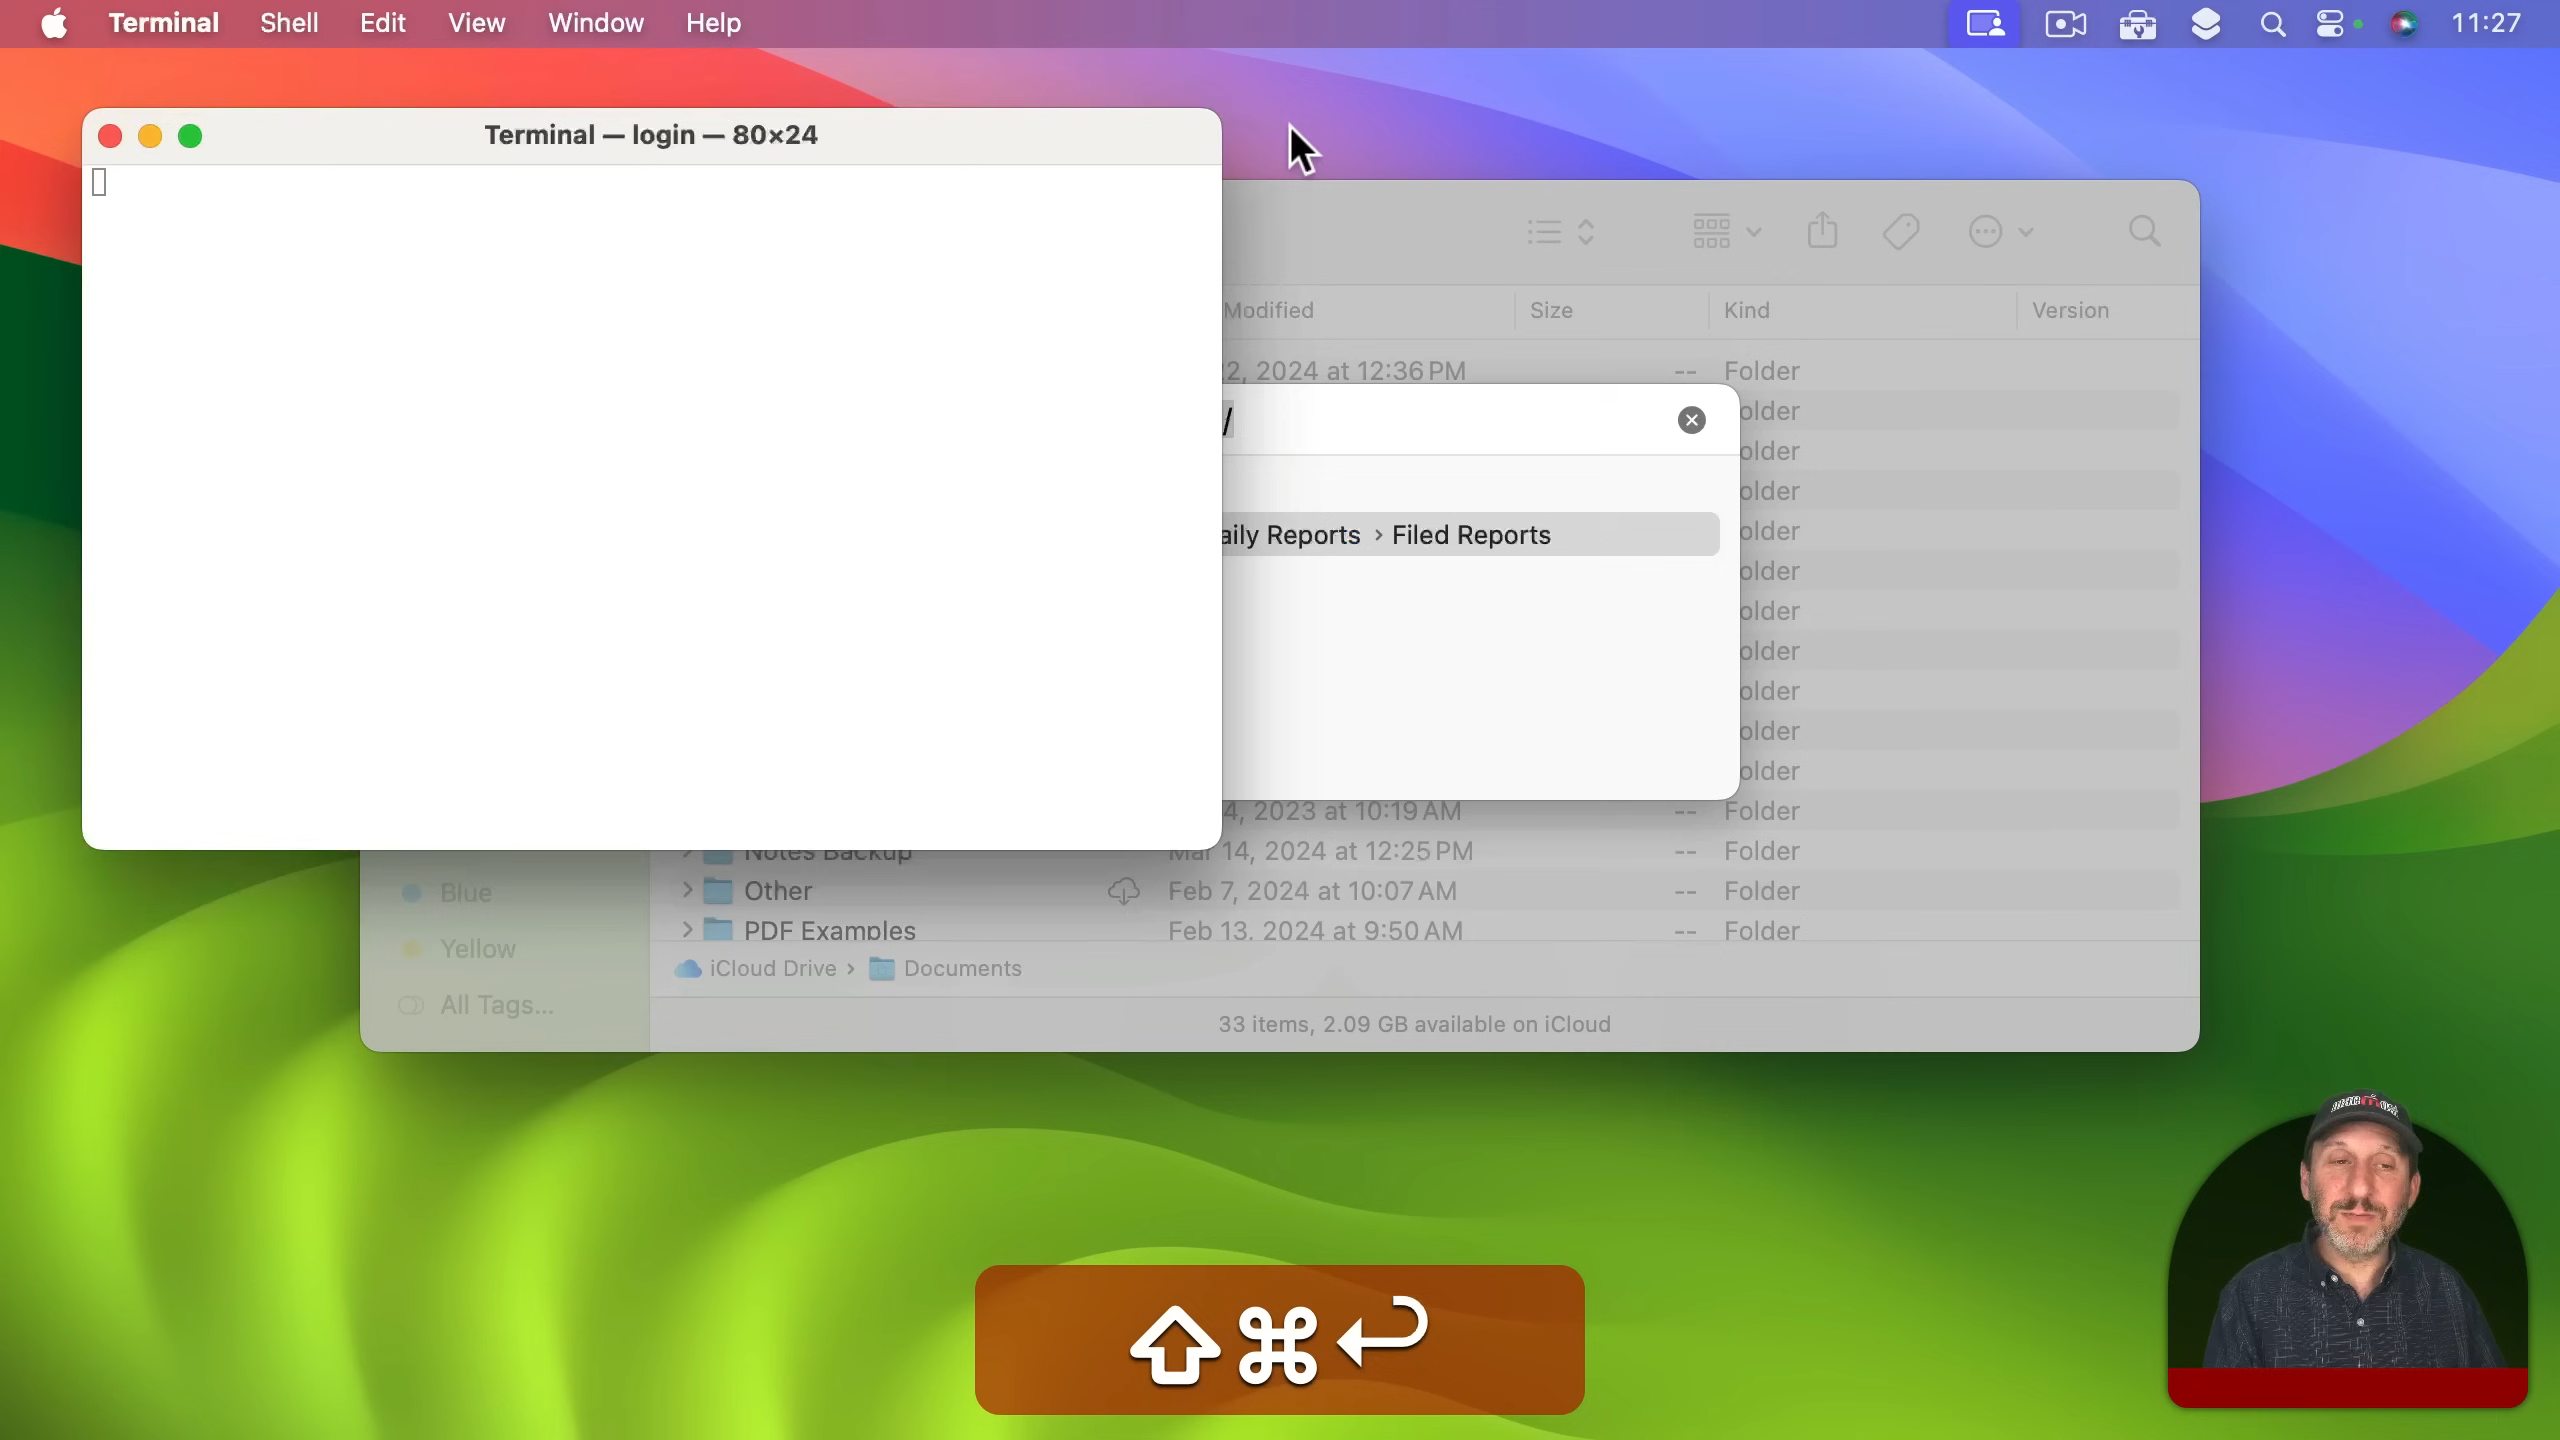 Terminal Shell Edit View Window Help 11:27
Terminal — login — 80×24
Modified Size Kind Version
22, 2024 at 12:36 PM -- Folder
/
older
older
older
aily Reports › Filed Reports
older
older
older
older
older
older
older
4, 2023 at 10:19 AM -- Folder
Notes Backup Mar 14, 2024 at 12:25 PM -- Folder
Blue
Other Feb 7, 2024 at 10:07 AM -- Folder
PDF Examples Feb 13, 2024 at 9:50 AM -- Folder
Yellow
iCloud Drive › Documents
All Tags...
33 items, 2.09 GB available on iCloud
⇧⌘↩